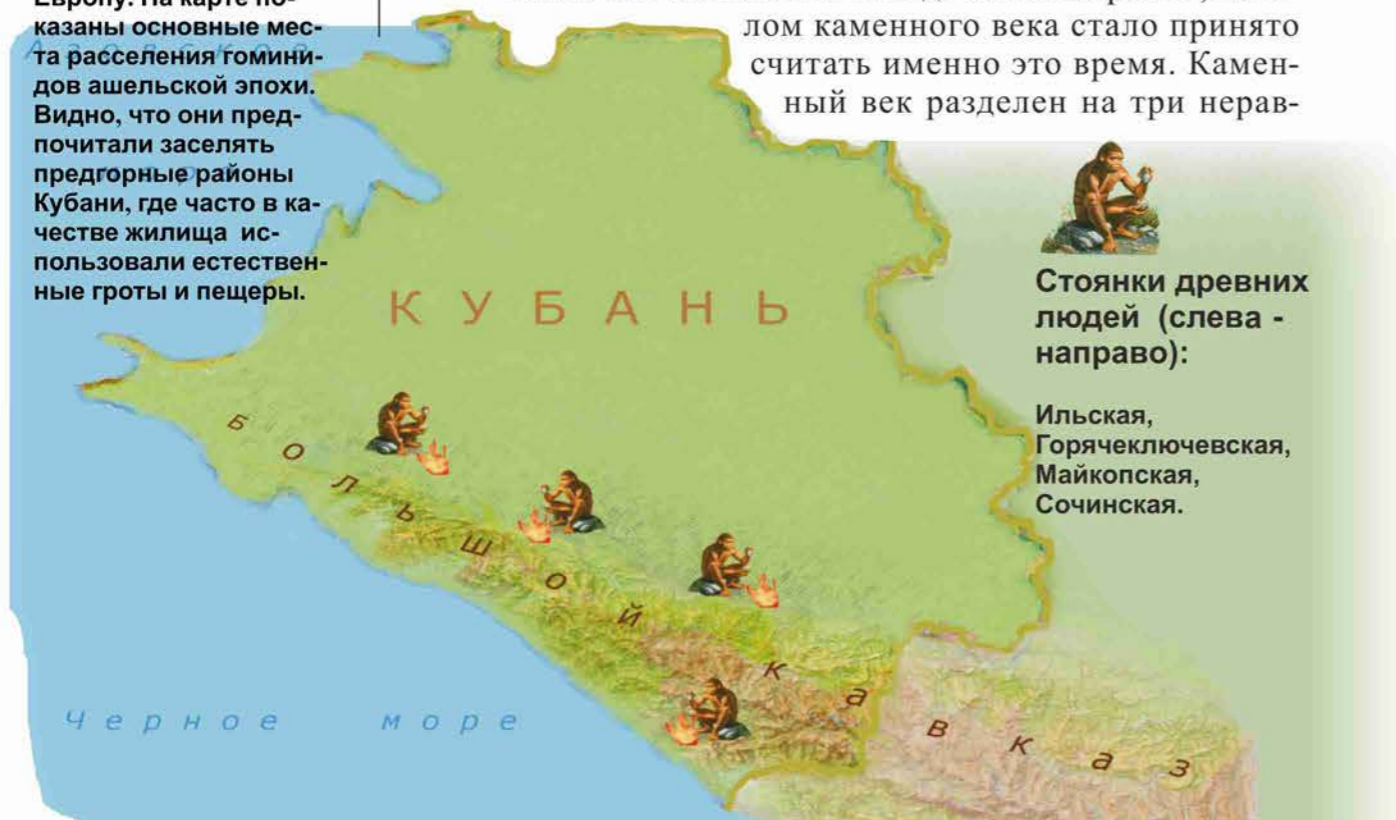 казаны основные мес-
та расселения гомини-
дов ашельской эпохи.
Видно, что они пред-
почитали заселять
предгорные районы
Кубани, где часто в ка-
честве жилища ис-
пользовали естествен-
ные гроты и пещеры.
лом каменного века стало принято
считать именно это время. Камен-
ный век разделен на три нерав-
Азовское
море
КУБАНЬ
Стоянки древних
людей (слева -
направо):
Ильская,
Горячеключевская,
Майкопская,
Сочинская.
Большой Кавказ
Черное море